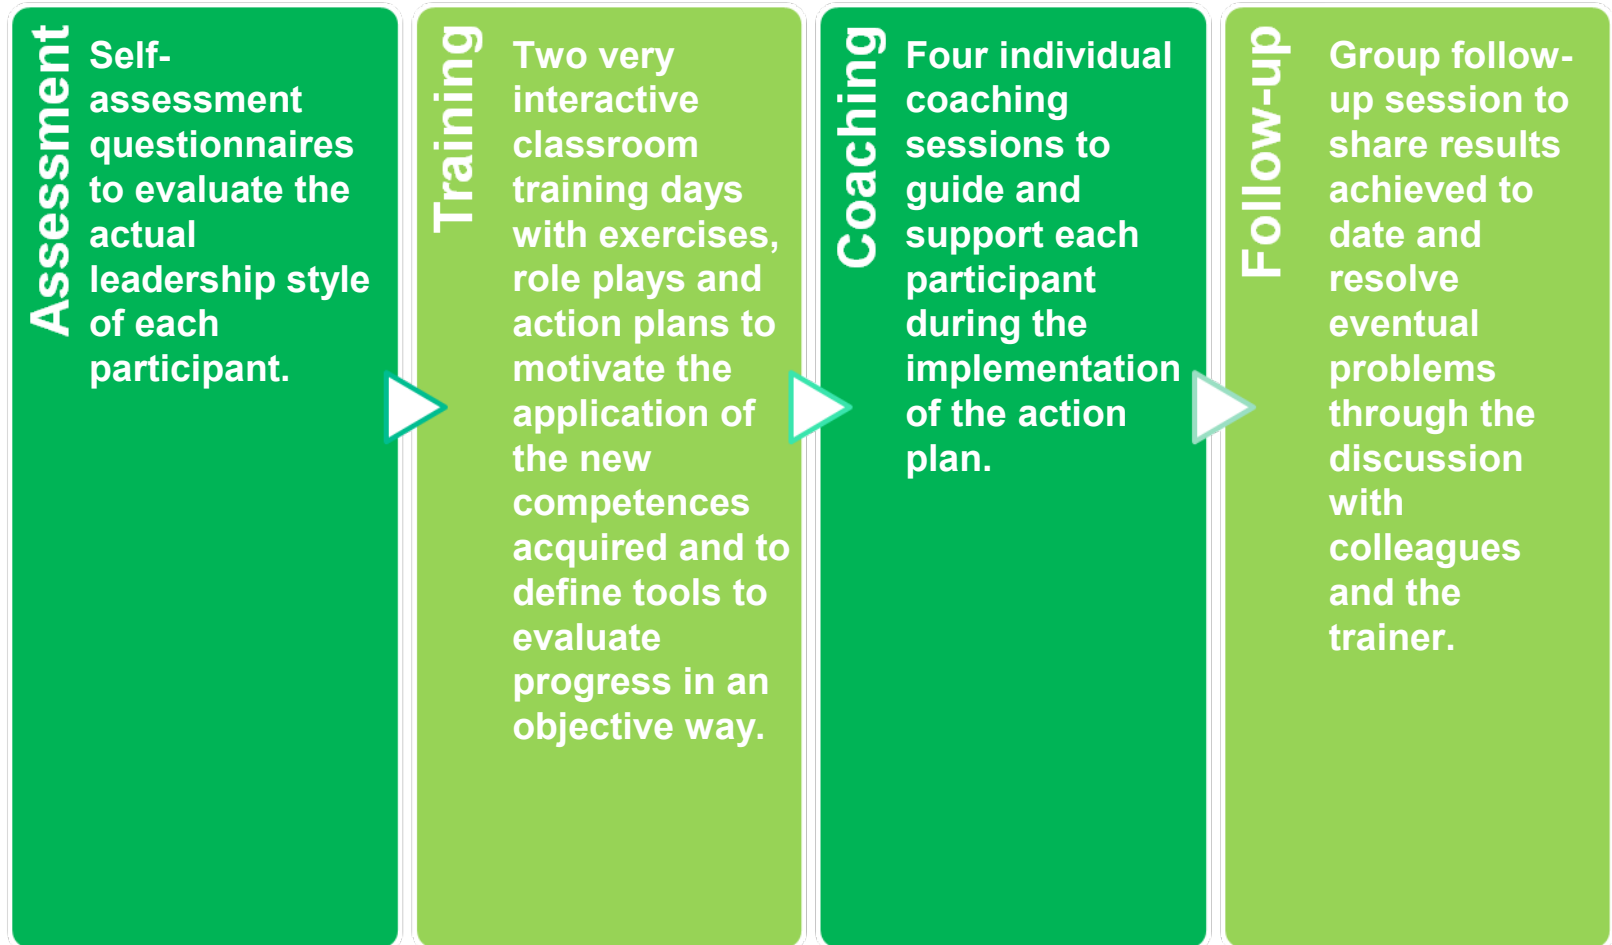 Assessment
Self-
assessment
questionnaires
to evaluate the
actual
leadership style
of each
participant.
Training
Two very
interactive
classroom
training days
with exercises,
role plays and
action plans to
motivate the
application of
the new
competences
acquired and to
define tools to
evaluate
progress in an
objective way.
Coaching
Four individual
coaching
sessions to
guide and
support each
participant
during the
implementation
of the action
plan.
Follow-up
Group follow-
up session to
share results
achieved to
date and
resolve
eventual
problems
through the
discussion
with
colleagues
and the
trainer.